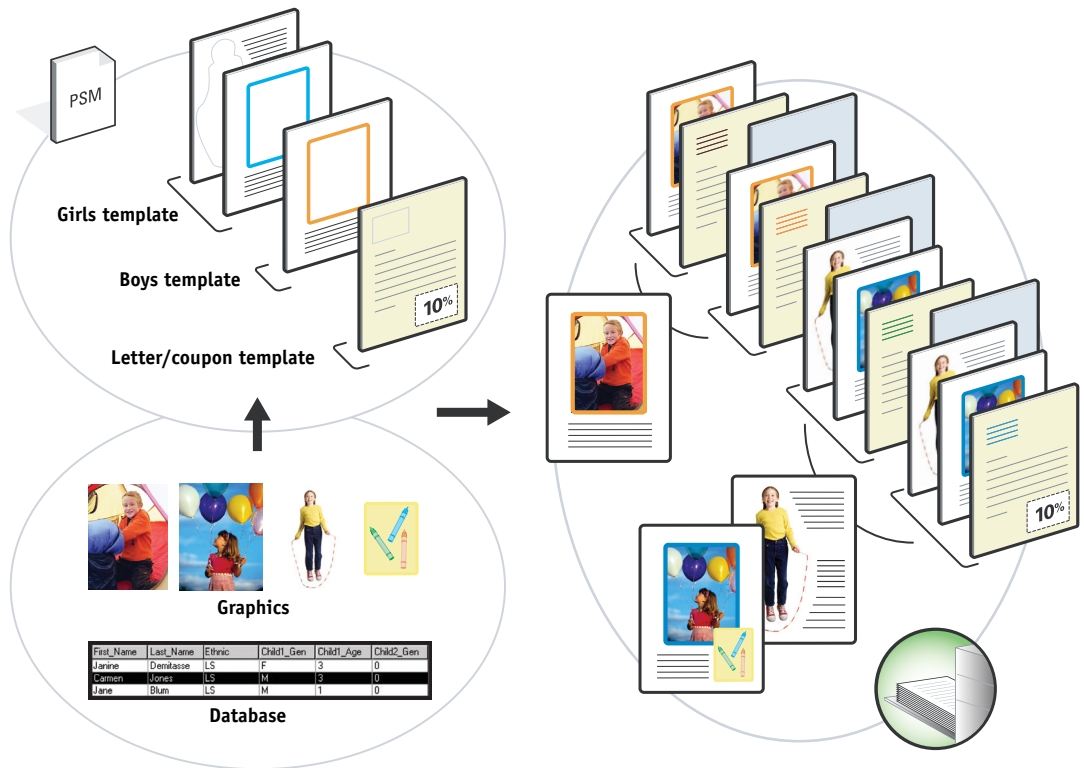 PSM
Girls template
Boys template
10%
Letter/coupon template
10%
Graphics
First_Name Last_Name Ethnic Child1_Gen Child1_Age Child2_Gen
Janine Demitasse LS F 3 0
Carmen Jones LS M 3 0
Jane Blum LS M 1 0
Database